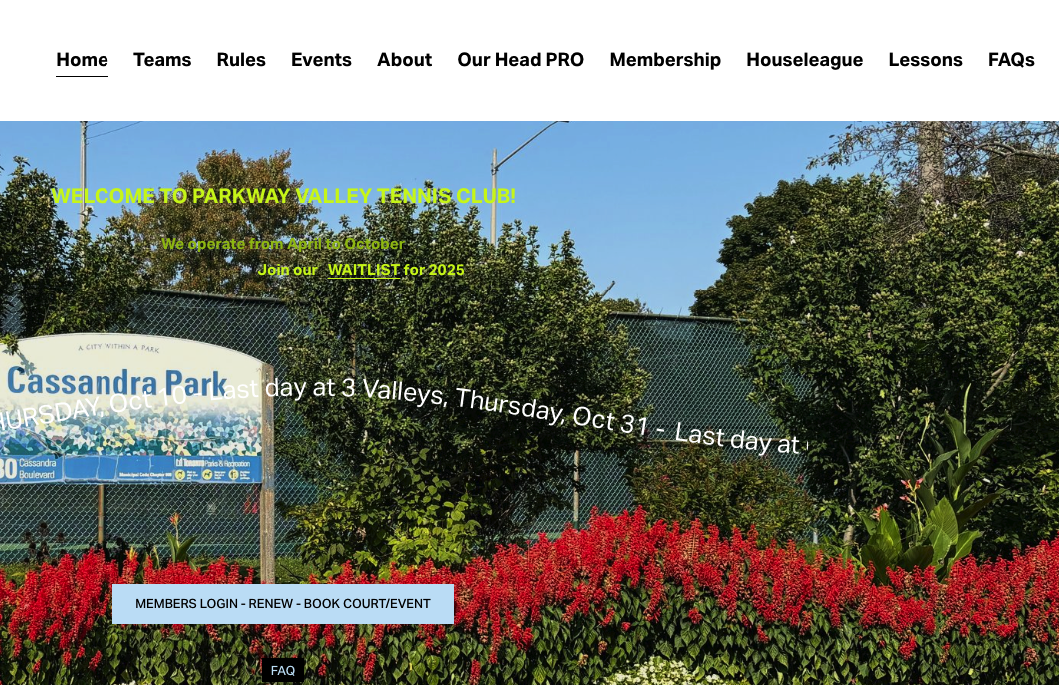 Home Teams Rules Events About Our Head PRO Membership Houseleague Lessons FAQs
WELCOME TO PARKWAY VALLEY TENNIS CLUB!
We operate from April to October
Join our WAITLIST for 2025
A CITY WITHIN A PARK
Cassandra Park
HURSDAY, Oct 10 - Last day at 3 Valleys, Thursday, Oct 31 - Last day at
30 Cassandra
Boulevard
Parks & Recreation
MEMBERS LOGIN - RENEW - BOOK COURT/EVENT
FAQ